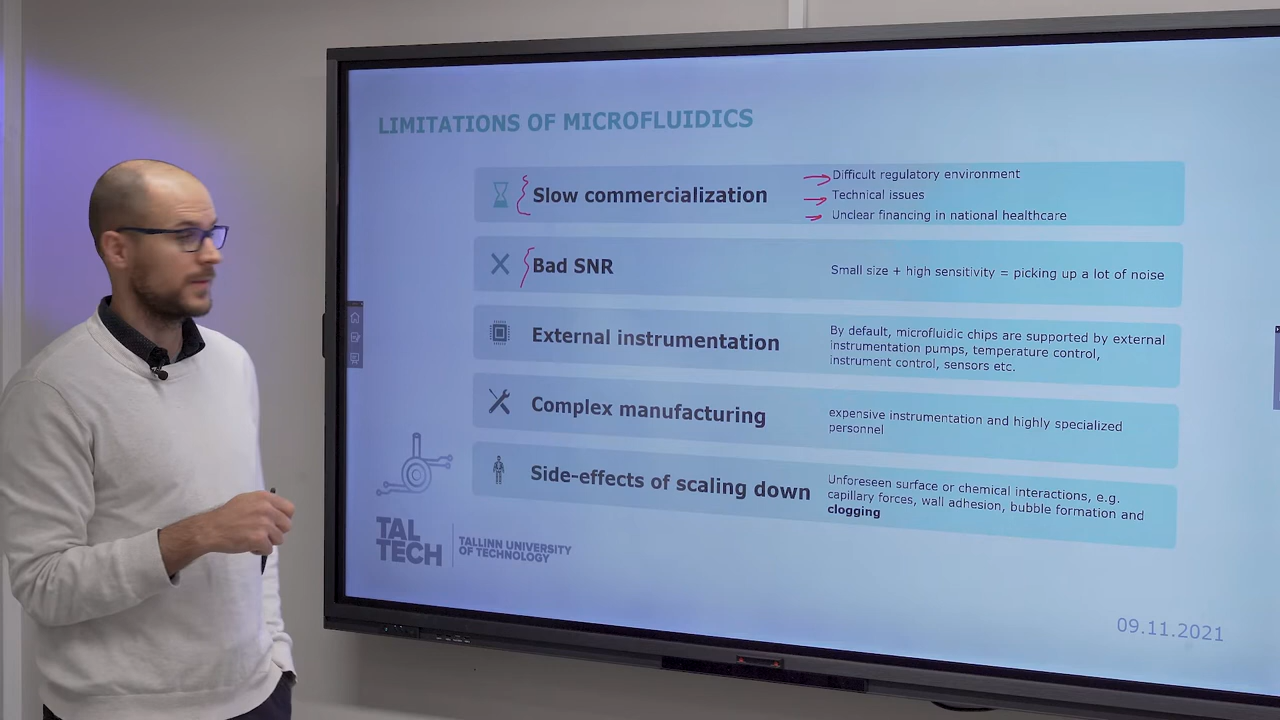 LIMITATIONS OF MICROFLUIDICS
Slow commercialization
Difficult regulatory environment
Technical issues
Unclear financing in national healthcare
Bad SNR
Small size + high sensitivity = picking up a lot of noise
External instrumentation
By default, microfluidic chips are supported by external
instrumentation pumps, temperature control,
instrument control, sensors etc.
Complex manufacturing
expensive instrumentation and highly specialized
personnel
Side-effects of scaling down
Unforeseen surface or chemical interactions, e.g.
capillary forces, wall adhesion, bubble formation and
clogging
TAL
TECH
TALLINN UNIVERSITY
OF TECHNOLOGY
09.11.2021